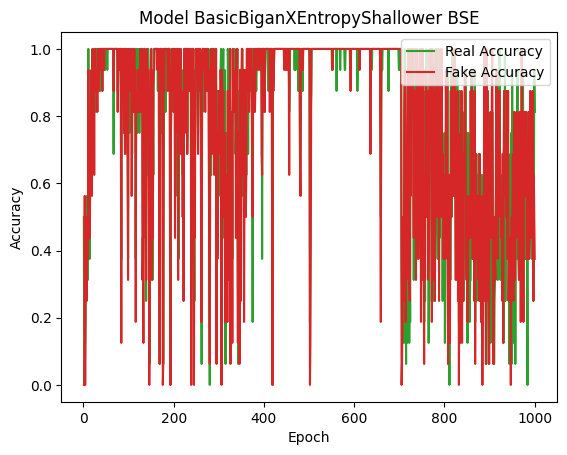 Model BasicBiganXEntropyShallower BSE
Real Accuracy
Fake Accuracy
1.0
0.8
0.6
0.4
0.2
0.0
Accuracy
0
200
400
600
800
1000
Epoch